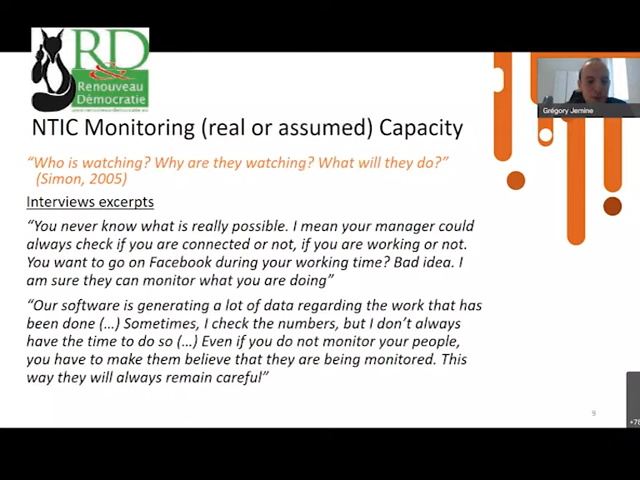 RD
&
Renouveau
Démocratie
Grégory Jemine
NTIC Monitoring (real or assumed) Capacity
“Who is watching? Why are they watching? What will they do?”
(Simon, 2005)
Interviews excerpts
“You never know what is really possible. I mean your manager could
always check if you are connected or not, if you are working or not.
You want to go on Facebook during your working time? Bad idea. I
am sure they can monitor what you are doing”
“Our software is generating a lot of data regarding the work that has
been done (…) Sometimes, I check the numbers, but I don’t always
have the time to do so (…) Even if you do not monitor your people,
you have to make them believe that they are being monitored. This
way they will always remain careful”
9